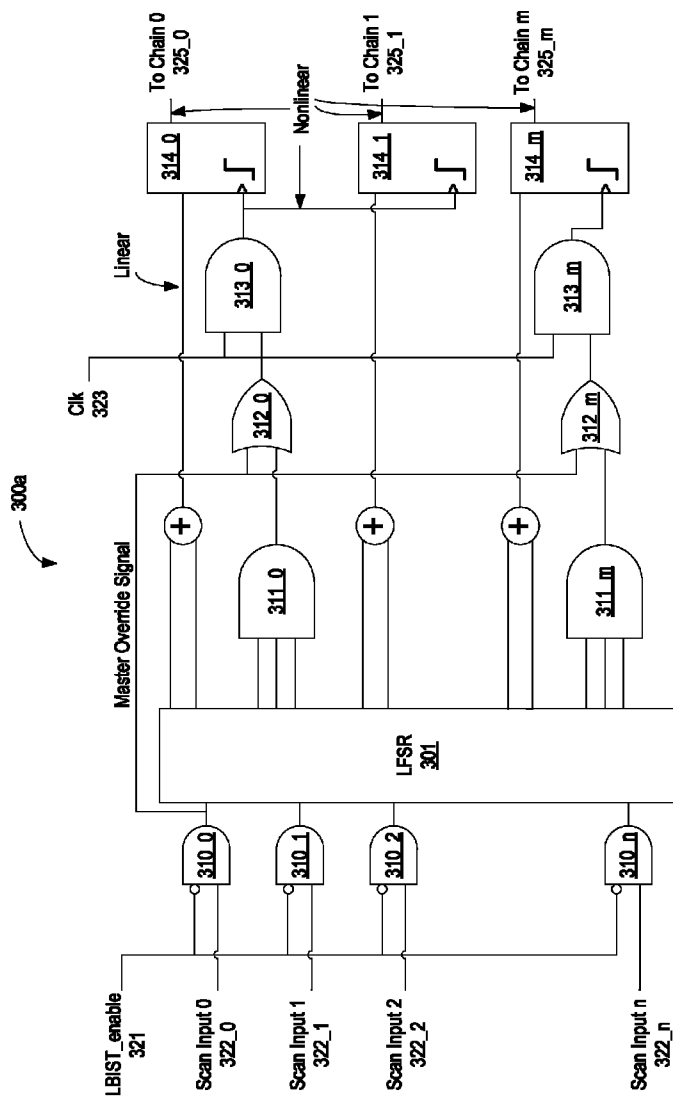 300a
LBIST_enable
321
Scan Input 0
322_0
Scan Input 1
322_1
Scan Input 2
322_2
Scan Input n
322_n
310_0
310_1
310_2
310_n
Master Override Signal
LFSR
301
+
311_0
+
+
311_m
Clk
323
312_0
312_m
Linear
313_0
313_m
314_0
314_1
314_m
Nonlinear
To Chain 0
325_0
To Chain 1
325_1
To Chain m
325_m